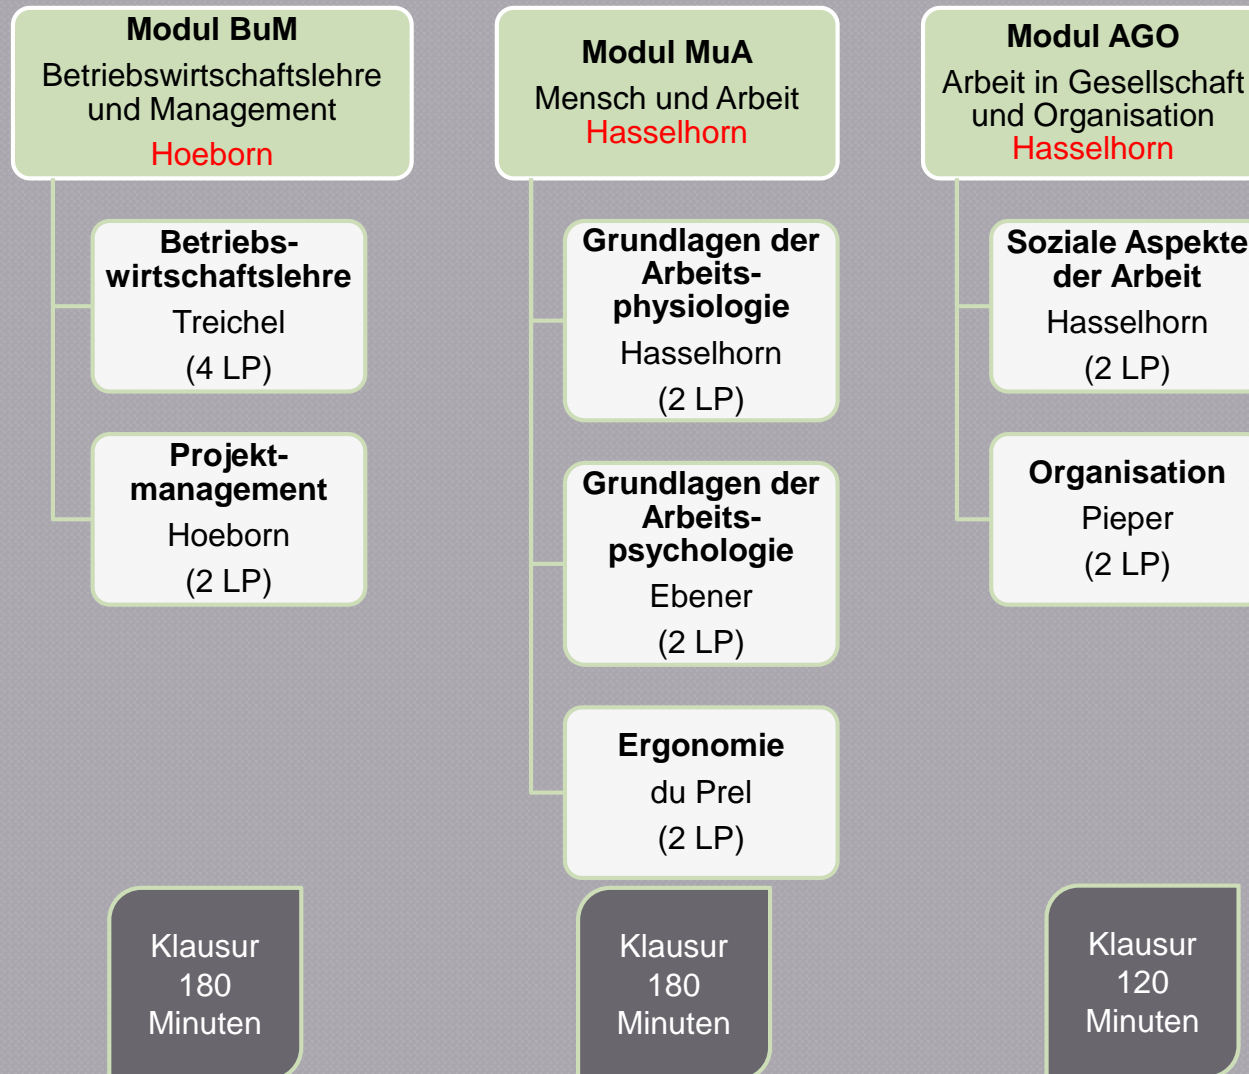 Modul BuM
Betriebswirtschaftslehre
und Management
Hoeborn
Betriebs-
wirtschaftslehre
Treichel
(4 LP)
Projekt-
management
Hoeborn
(2 LP)
Klausur
180
Minuten
Modul MuA
Mensch und Arbeit
Hasselhorn
Grundlagen der
Arbeits-
physiologie
Hasselhorn
(2 LP)
Grundlagen der
Arbeits-
psychologie
Ebener
(2 LP)
Ergonomie
du Prel
(2 LP)
Klausur
180
Minuten
Modul AGO
Arbeit in Gesellschaft
und Organisation
Hasselhorn
Soziale Aspekte
der Arbeit
Hasselhorn
(2 LP)
Organisation
Pieper
(2 LP)
Klausur
120
Minuten